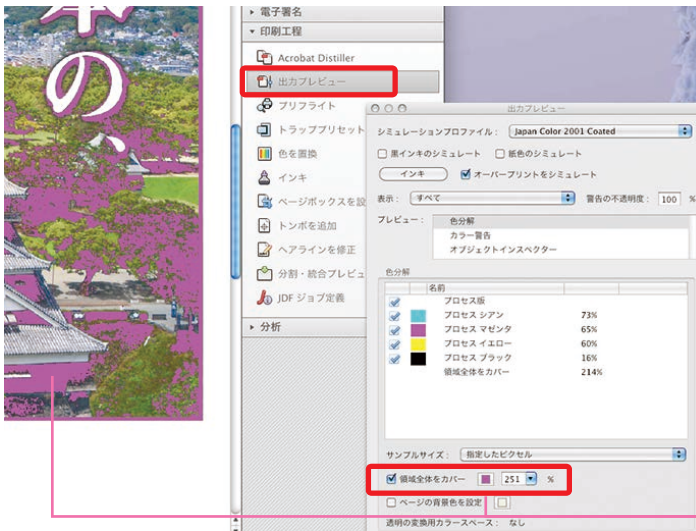 本の、
電子署名
印刷工程
Acrobat Distiller
出力プレビュー
プリフライト
トラッププリセット
色を置換
インキ
ページボックスを設
トンボを追加
ヘアラインを修正
分割・統合プレビュ
JDF ジョブ定義
分析
出力プレビュー
シミュレーションプロファイル： Japan Color 2001 Coated
黒インキのシミュレート 紙色のシミュレート
インキ オーバープリントをシミュレート
表示： すべて 警告の不透明度： 100 %
プレビュー： 色分解
カラー警告
オブジェクトインスペクター
色分解
名前
プロセス版
プロセス シアン 73%
プロセス マゼンタ 65%
プロセス イエロー 60%
プロセス ブラック 16%
領域全体をカバー 214%
サンプルサイズ： 指定したピクセル
領域全体をカバー 251 %
ページの背景色を設定
透明の変換用カラースペース： なし